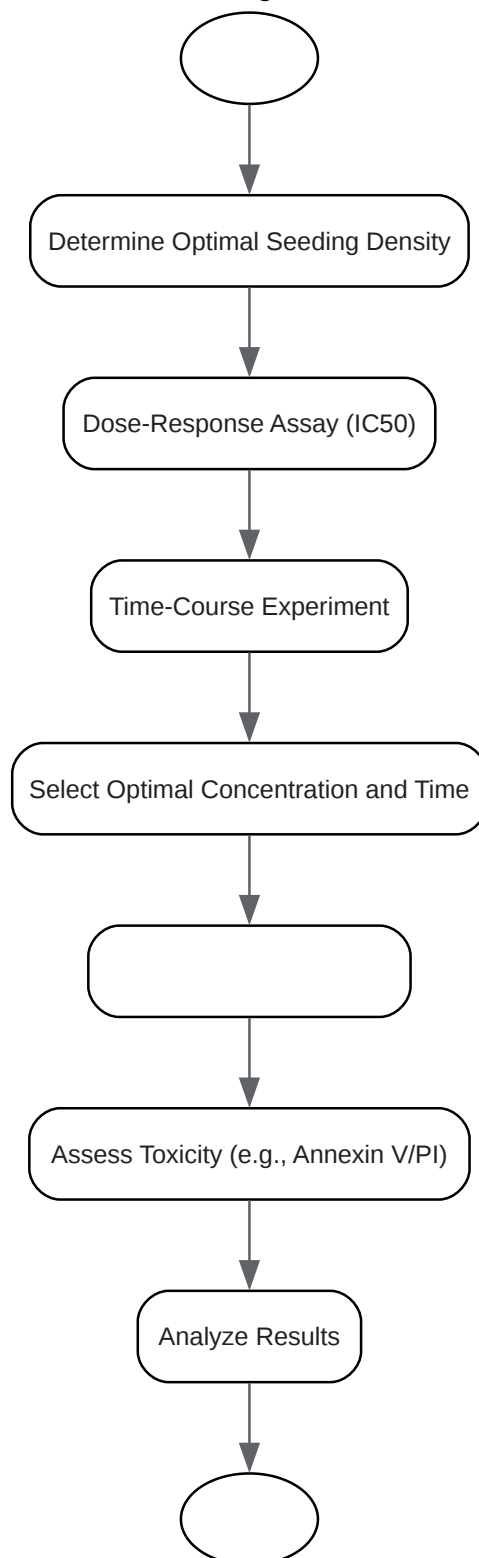 Determine Optimal Seeding Density
Dose-Response Assay (IC50)
Time-Course Experiment
Select Optimal Concentration and Time
Assess Toxicity (e.g., Annexin V/PI)
Analyze Results